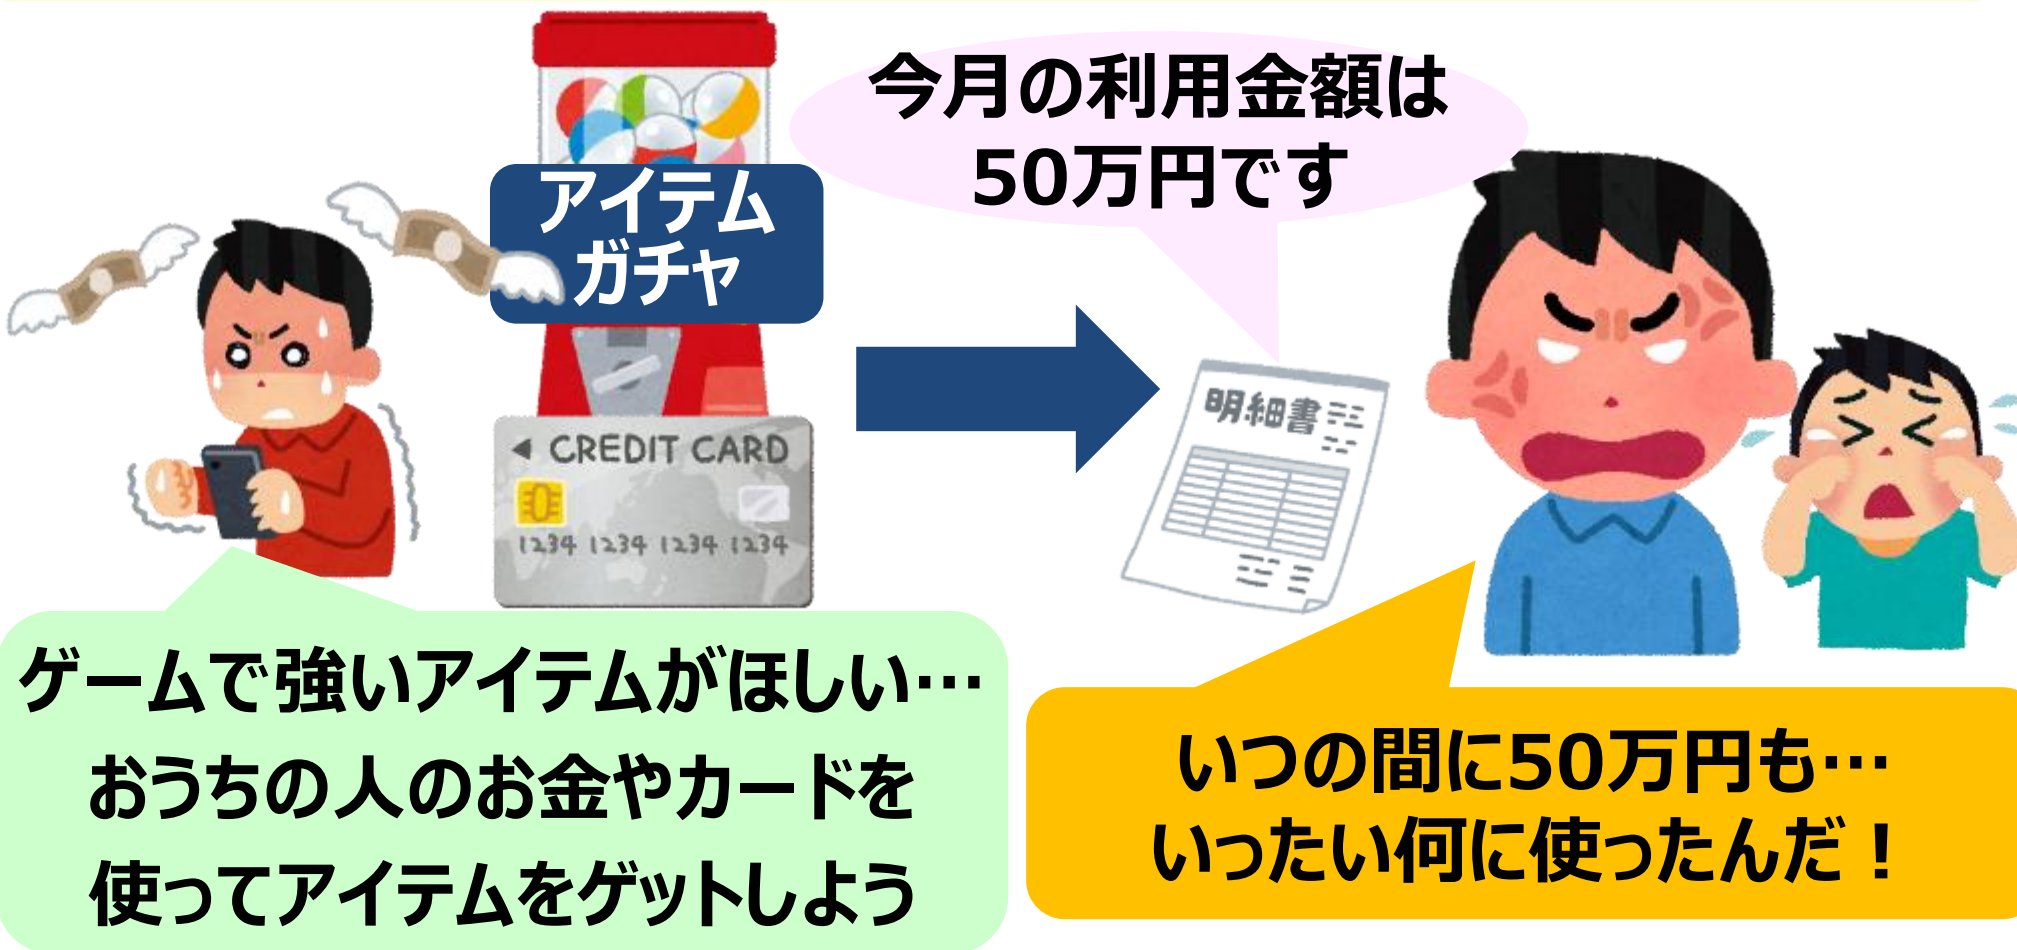 アイテム
ガチャ
CREDIT CARD
1234 1234 1234 1234
ゲームで強いアイテムがほしい…
おうちの人のお金やカードを
使ってアイテムをゲットしよう
今月の利用金額は
50万円です
明細書
いつの間に50万円も…
いったい何に使ったんだ！